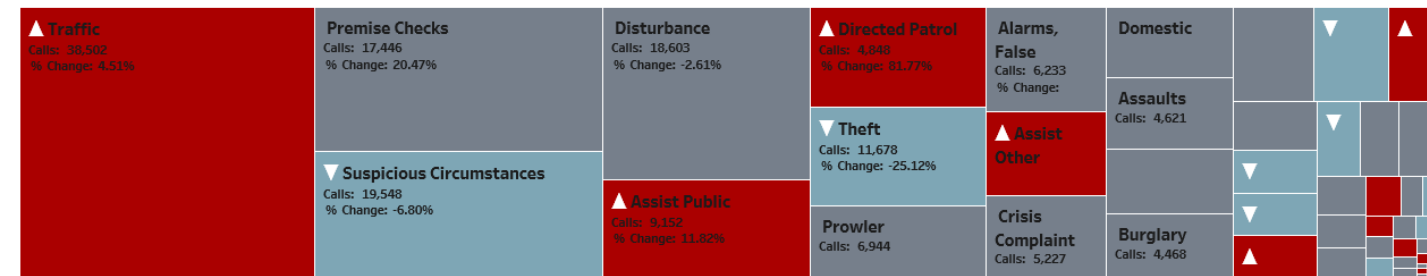 Traffic
Calls: 38,502
% Change: 4.51%
Premise Checks
Calls: 17,446
% Change: 20.47%
Suspicious Circumstances
Calls: 19,548
% Change: -6.80%
Disturbance
Calls: 18,603
% Change: -2.61%
Assist Public
Calls: 9,152
% Change: 11.82%
Directed Patrol
Calls: 4,848
% Change: 81.77%
Theft
Calls: 11,678
% Change: -25.12%
Prowler
Calls: 6,944
Alarms,
False
Calls: 6,233
% Change:
Assist
Other
Crisis
Complaint
Calls: 5,227
Domestic
Assaults
Calls: 4,621
Burglary
Calls: 4,468